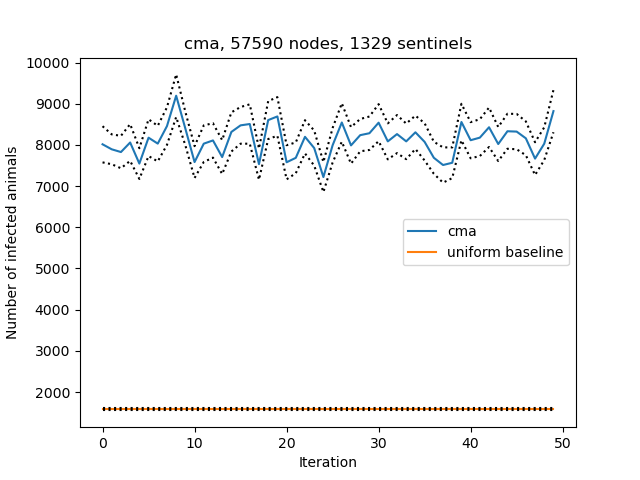 cma, 57590 nodes, 1329 sentinels
10000
9000
8000
7000
6000
5000
4000
3000
2000
Number of infected animals
cma
uniform baseline
0 10 20 30 40 50
Iteration